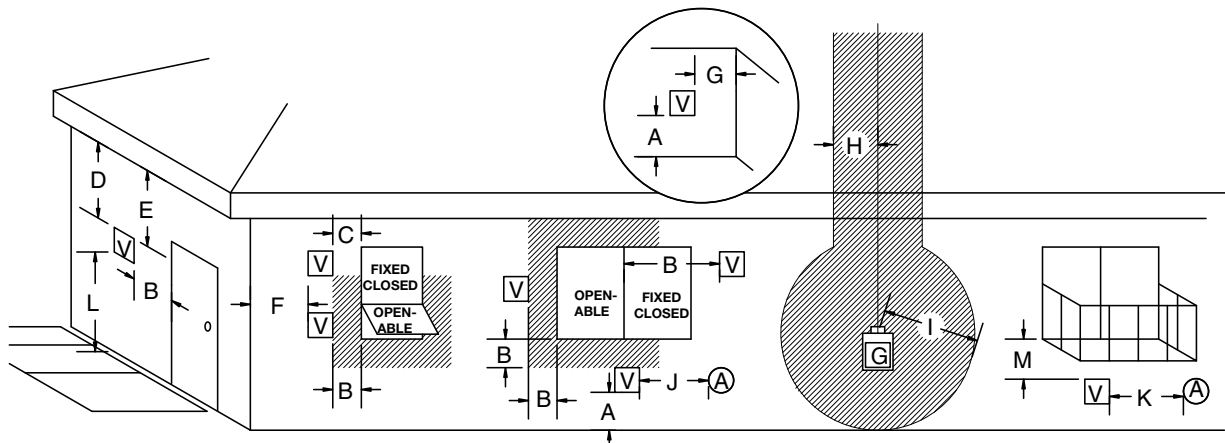 G
V
A
H
D
E
C
V
B
L
F
V
FIXED
CLOSED
V
OPEN-
ABLE
B
V
OPEN-
ABLE
FIXED
CLOSED
B
V
B
B
V
J
A
A
I
G
M
V
K
A